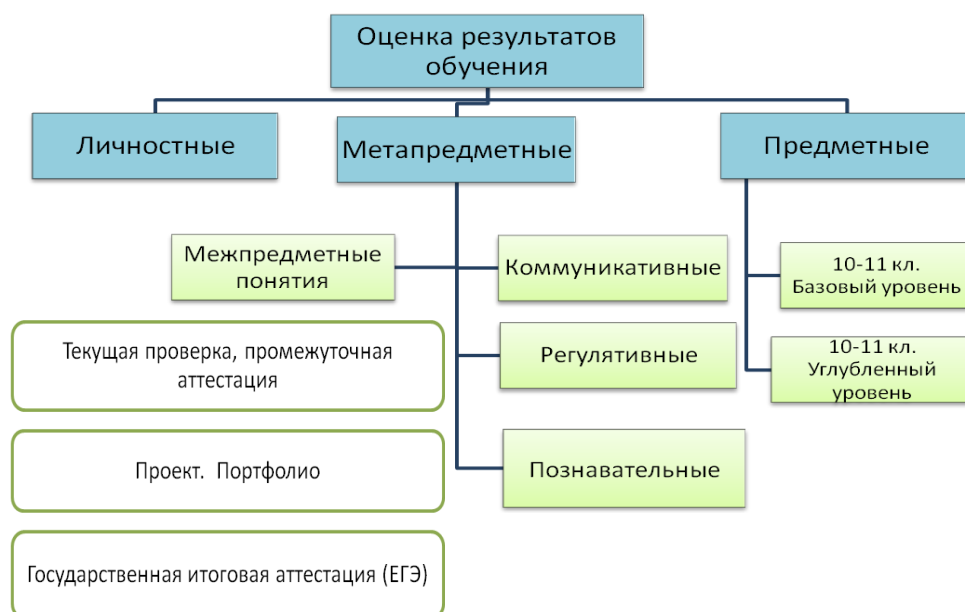 Оценка результатов
обучения
Личностные
Метапредметные
Предметные
Межпредметные
понятия
Коммуникативные
10-11 кл.
Базовый уровень
Текущая проверка, промежуточная
аттестация
Регулятивные
10-11 кл.
Углубленный
уровень
Проект. Портфолио
Познавательные
Государственная итоговая аттестация (ЕГЭ)